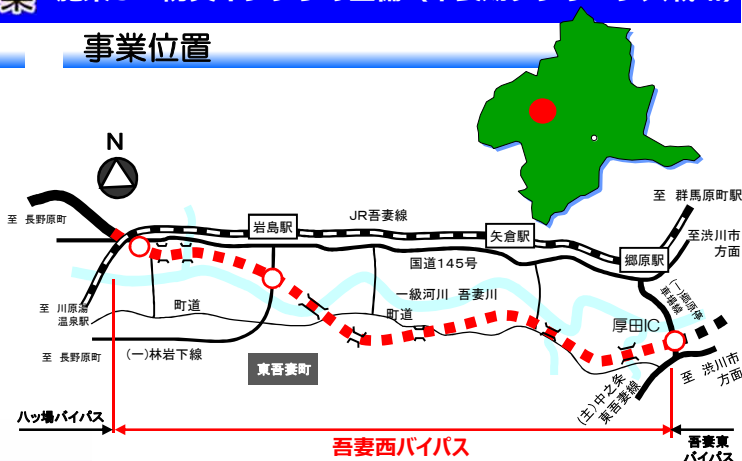 事業位置
N
至 群馬原町駅
至 長野原町
岩島駅
JR吾妻線
矢倉駅
至渋川市
方面
郷原駅
国道145号
一級河川 吾妻川
町道
町道
至 川原湯
温泉駅
厚田IC
至 長野原町
(一)林岩下線
東吾妻町
至 渋川市
方面
(主)中之条
東吾妻線
八ッ場バイパス
吾妻西バイパス
吾妻東
バイパス